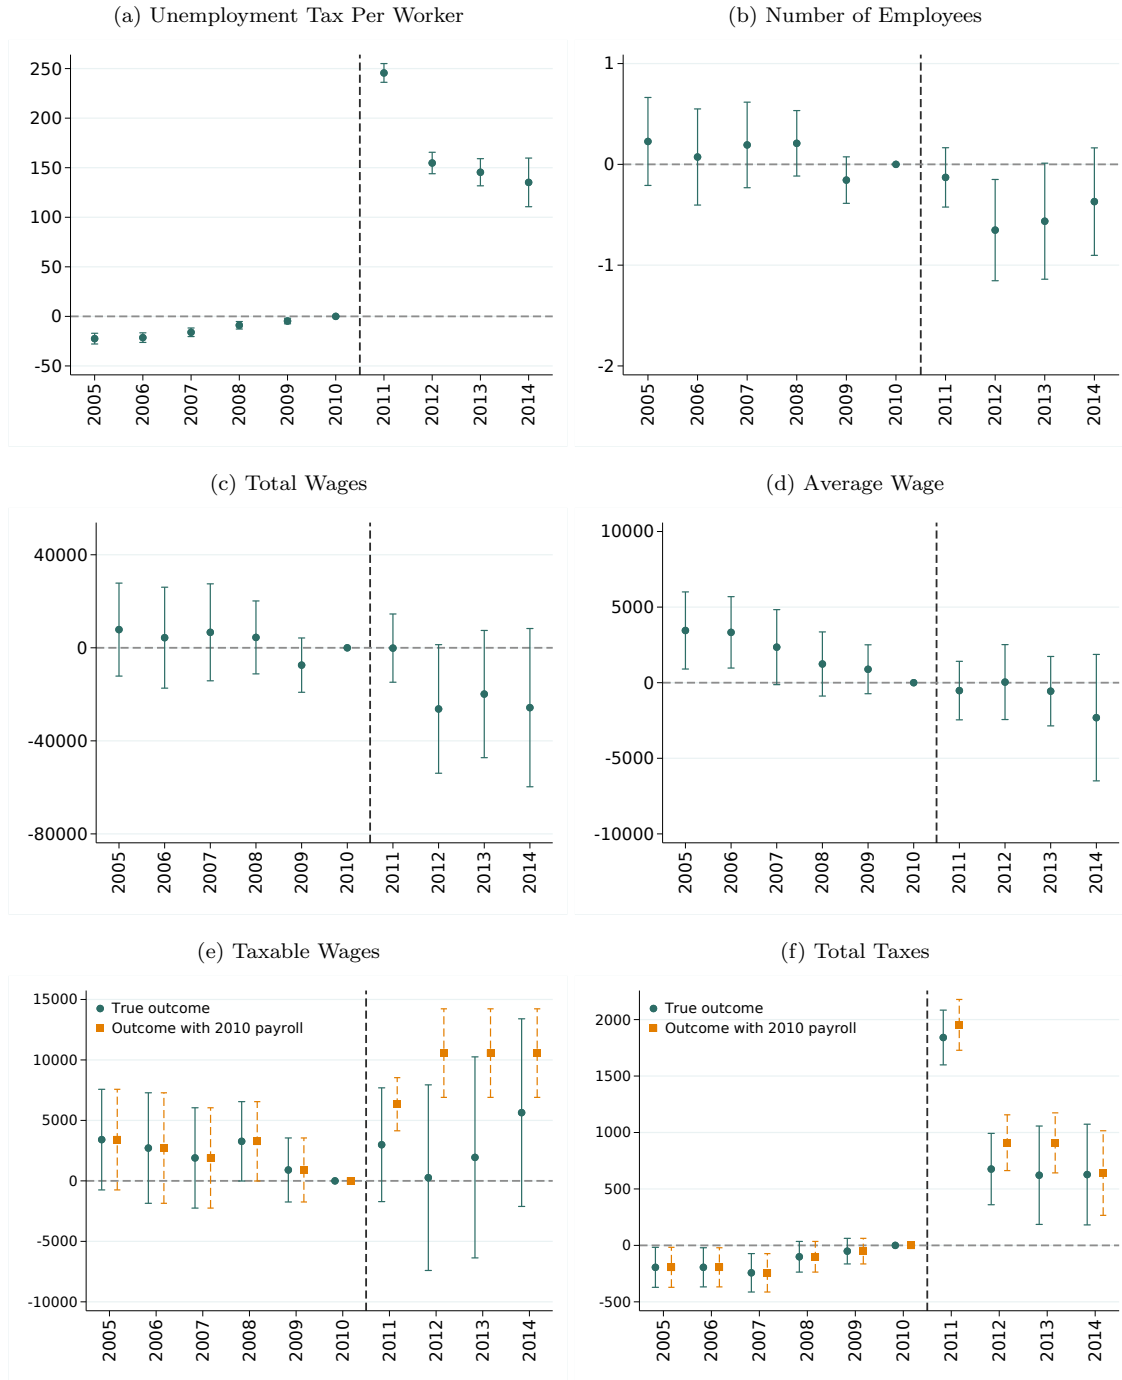 (a) Unemployment Tax Per Worker
250
200
150
100
50
0
-50
2005 2006 2007 2008 2009 2010 2011 2012 2013 2014
(b) Number of Employees
1
0
-1
-2
2005 2006 2007 2008 2009 2010 2011 2012 2013 2014
(c) Total Wages
40000
0
-40000
-80000
2005 2006 2007 2008 2009 2010 2011 2012 2013 2014
(d) Average Wage
10000
5000
0
-5000
-10000
2005 2006 2007 2008 2009 2010 2011 2012 2013 2014
(e) Taxable Wages
True outcome
Outcome with 2010 payroll
15000
10000
5000
0
-5000
-10000
2005 2006 2007 2008 2009 2010 2011 2012 2013 2014
(f) Total Taxes
True outcome
Outcome with 2010 payroll
2000
1500
1000
500
0
-500
2005 2006 2007 2008 2009 2010 2011 2012 2013 2014